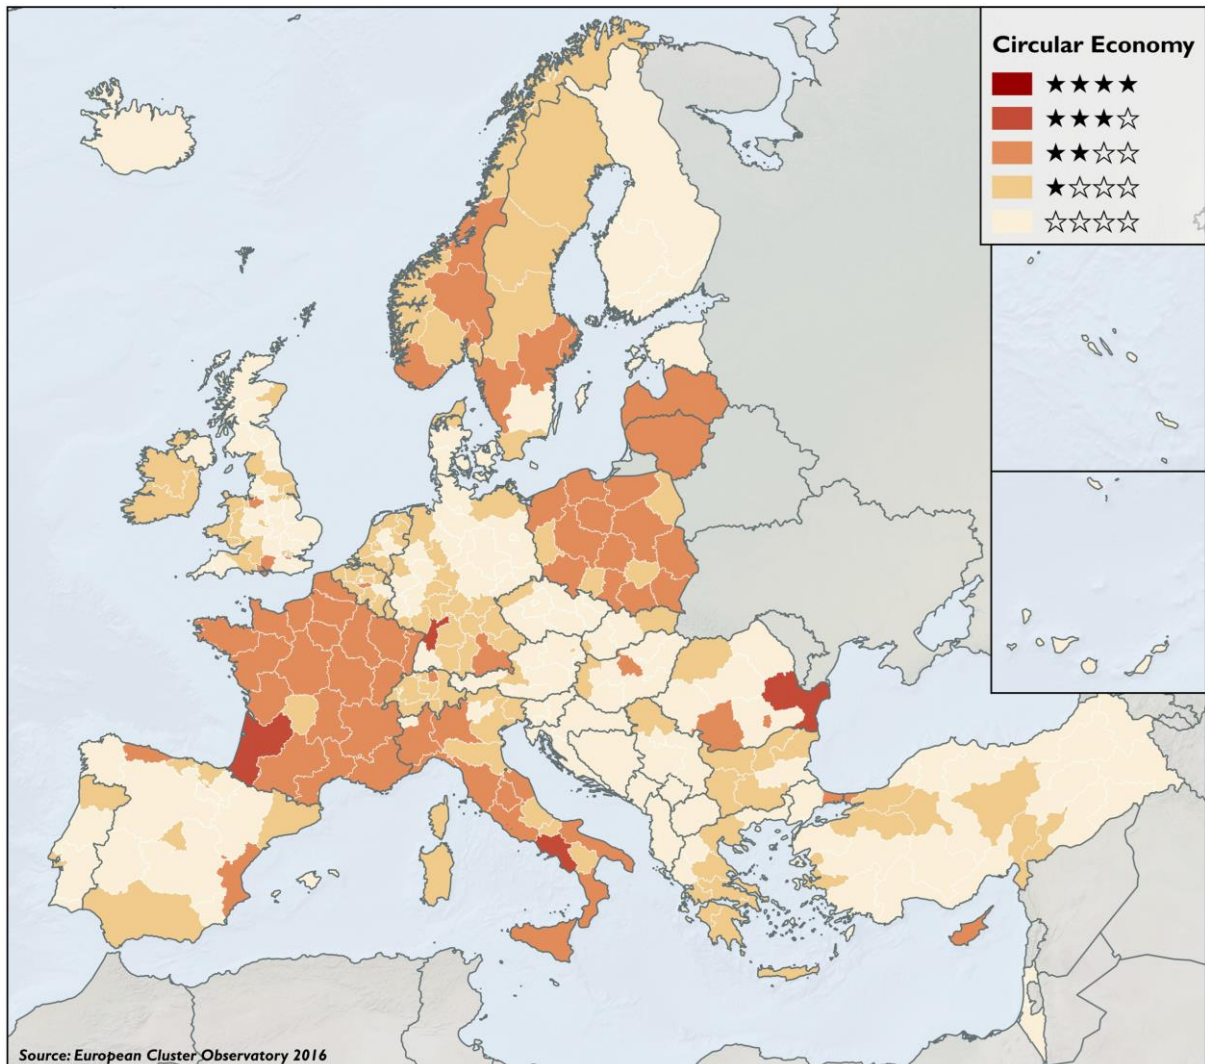 Circular Economy
★★★★
★★★☆
★★☆☆
★☆☆☆
☆☆☆☆
Source: European Cluster Observatory 2016